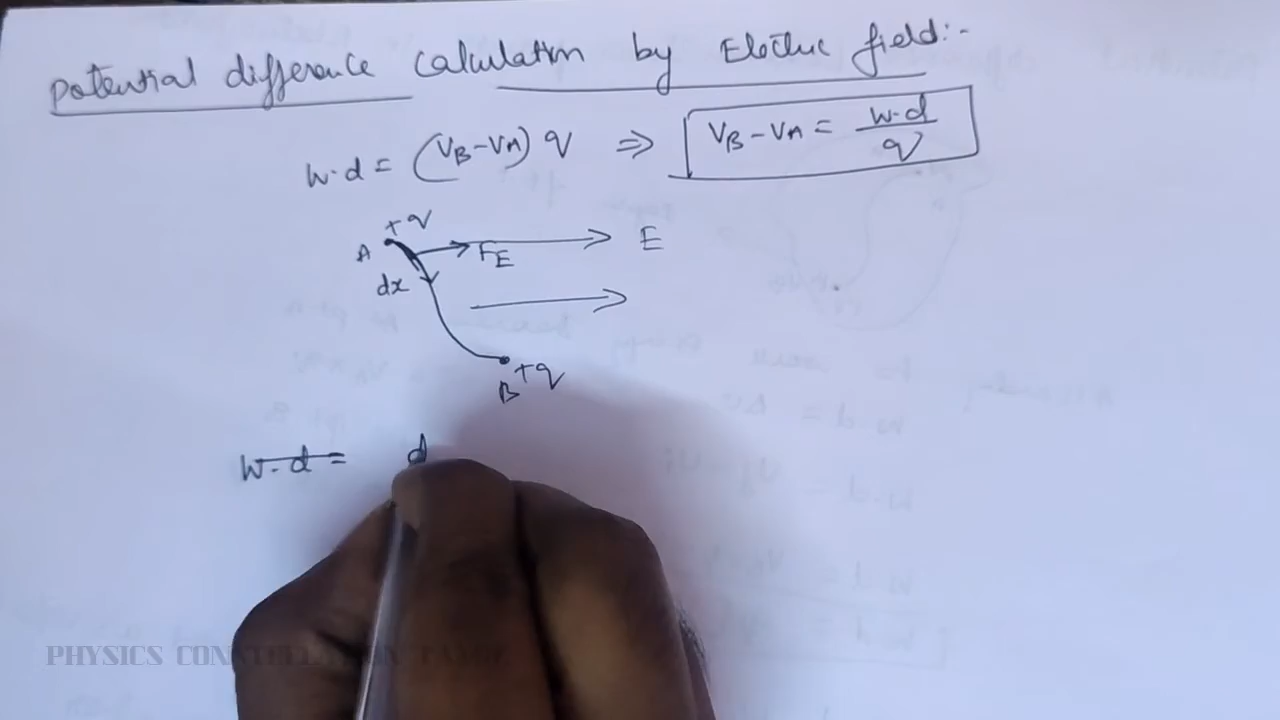 Potential difference calculation by Electric field:-
W.d = (VB-VA) q ⇒ VB-VA = W.d/q
+q
A FE E
dx
+q
B
W.d = d
PHYSICS CONSTELLATION